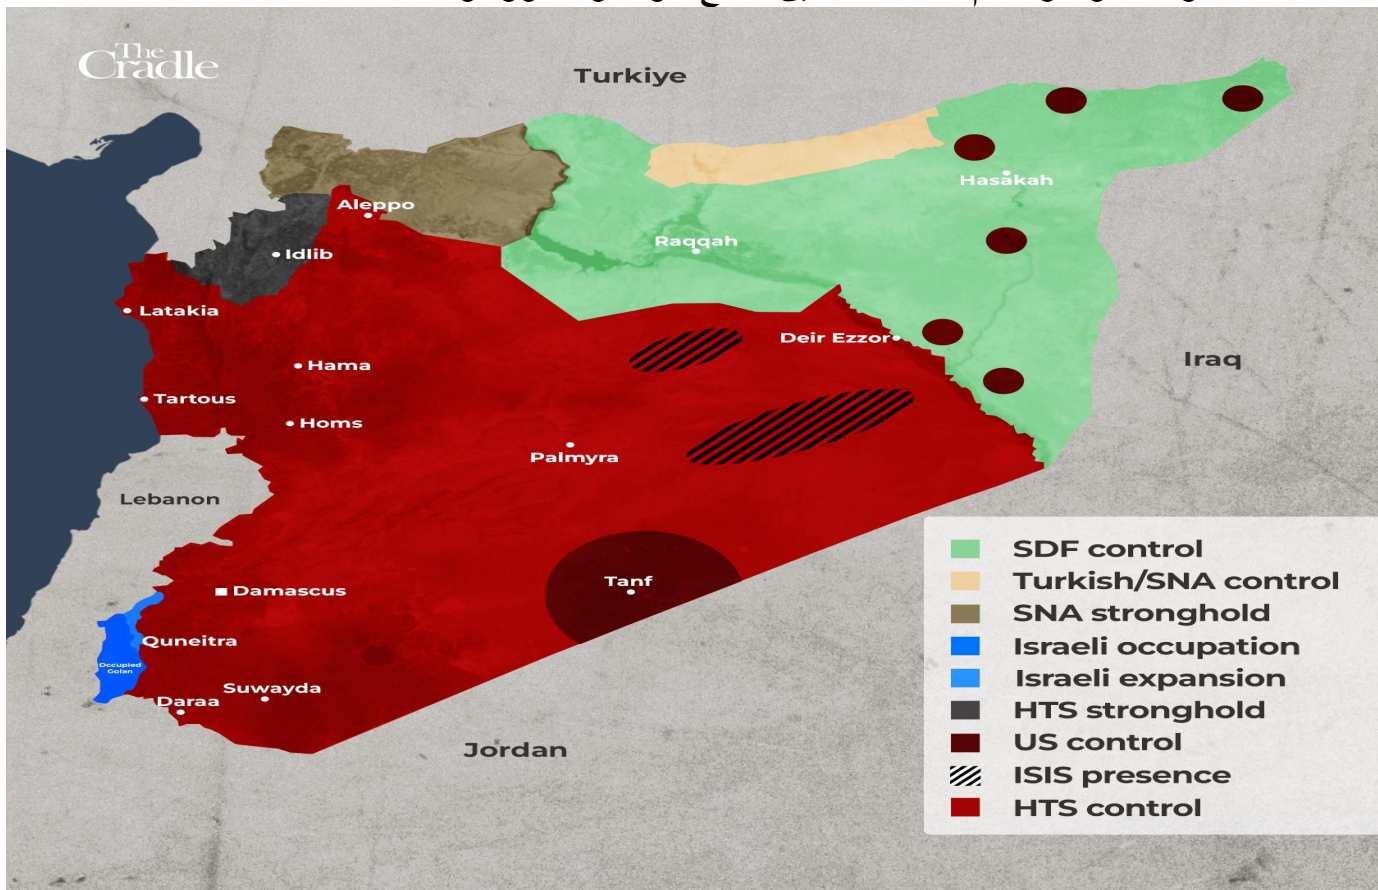 The
Cradle
Turkiye
Hasakah
Aleppo
Raqqah
Idlib
Latakia
Deir Ezzor
Iraq
Hama
Tartous
Homs
Palmyra
Lebanon
Tanf
Damascus
Quneitra
Occupied
Golan
Suwayda
Daraa
Jordan
SDF control
Turkish/SNA control
SNA stronghold
Israeli occupation
Israeli expansion
HTS stronghold
US control
ISIS presence
HTS control